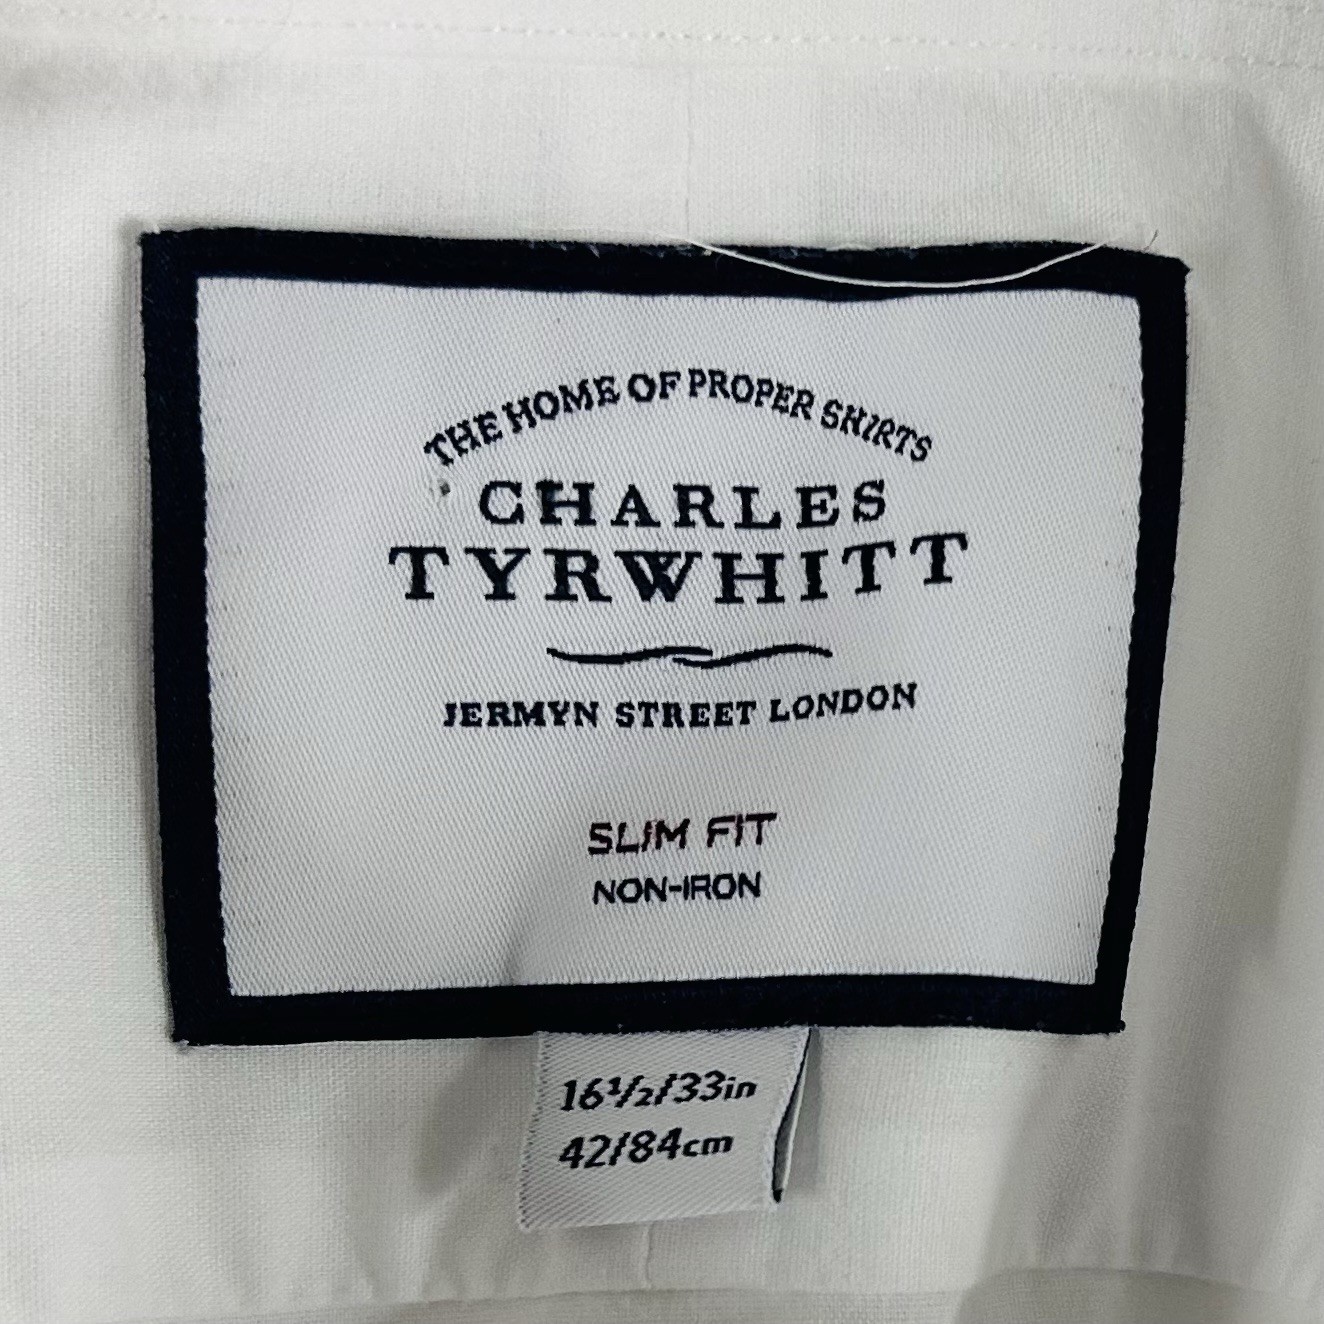 THE HOME OF PROPER SHIRTS
CHARLES
TYRWHITT
JERMYN STREET LONDON
SLIM FIT
NON-IRON
16½/33in
42/84cm